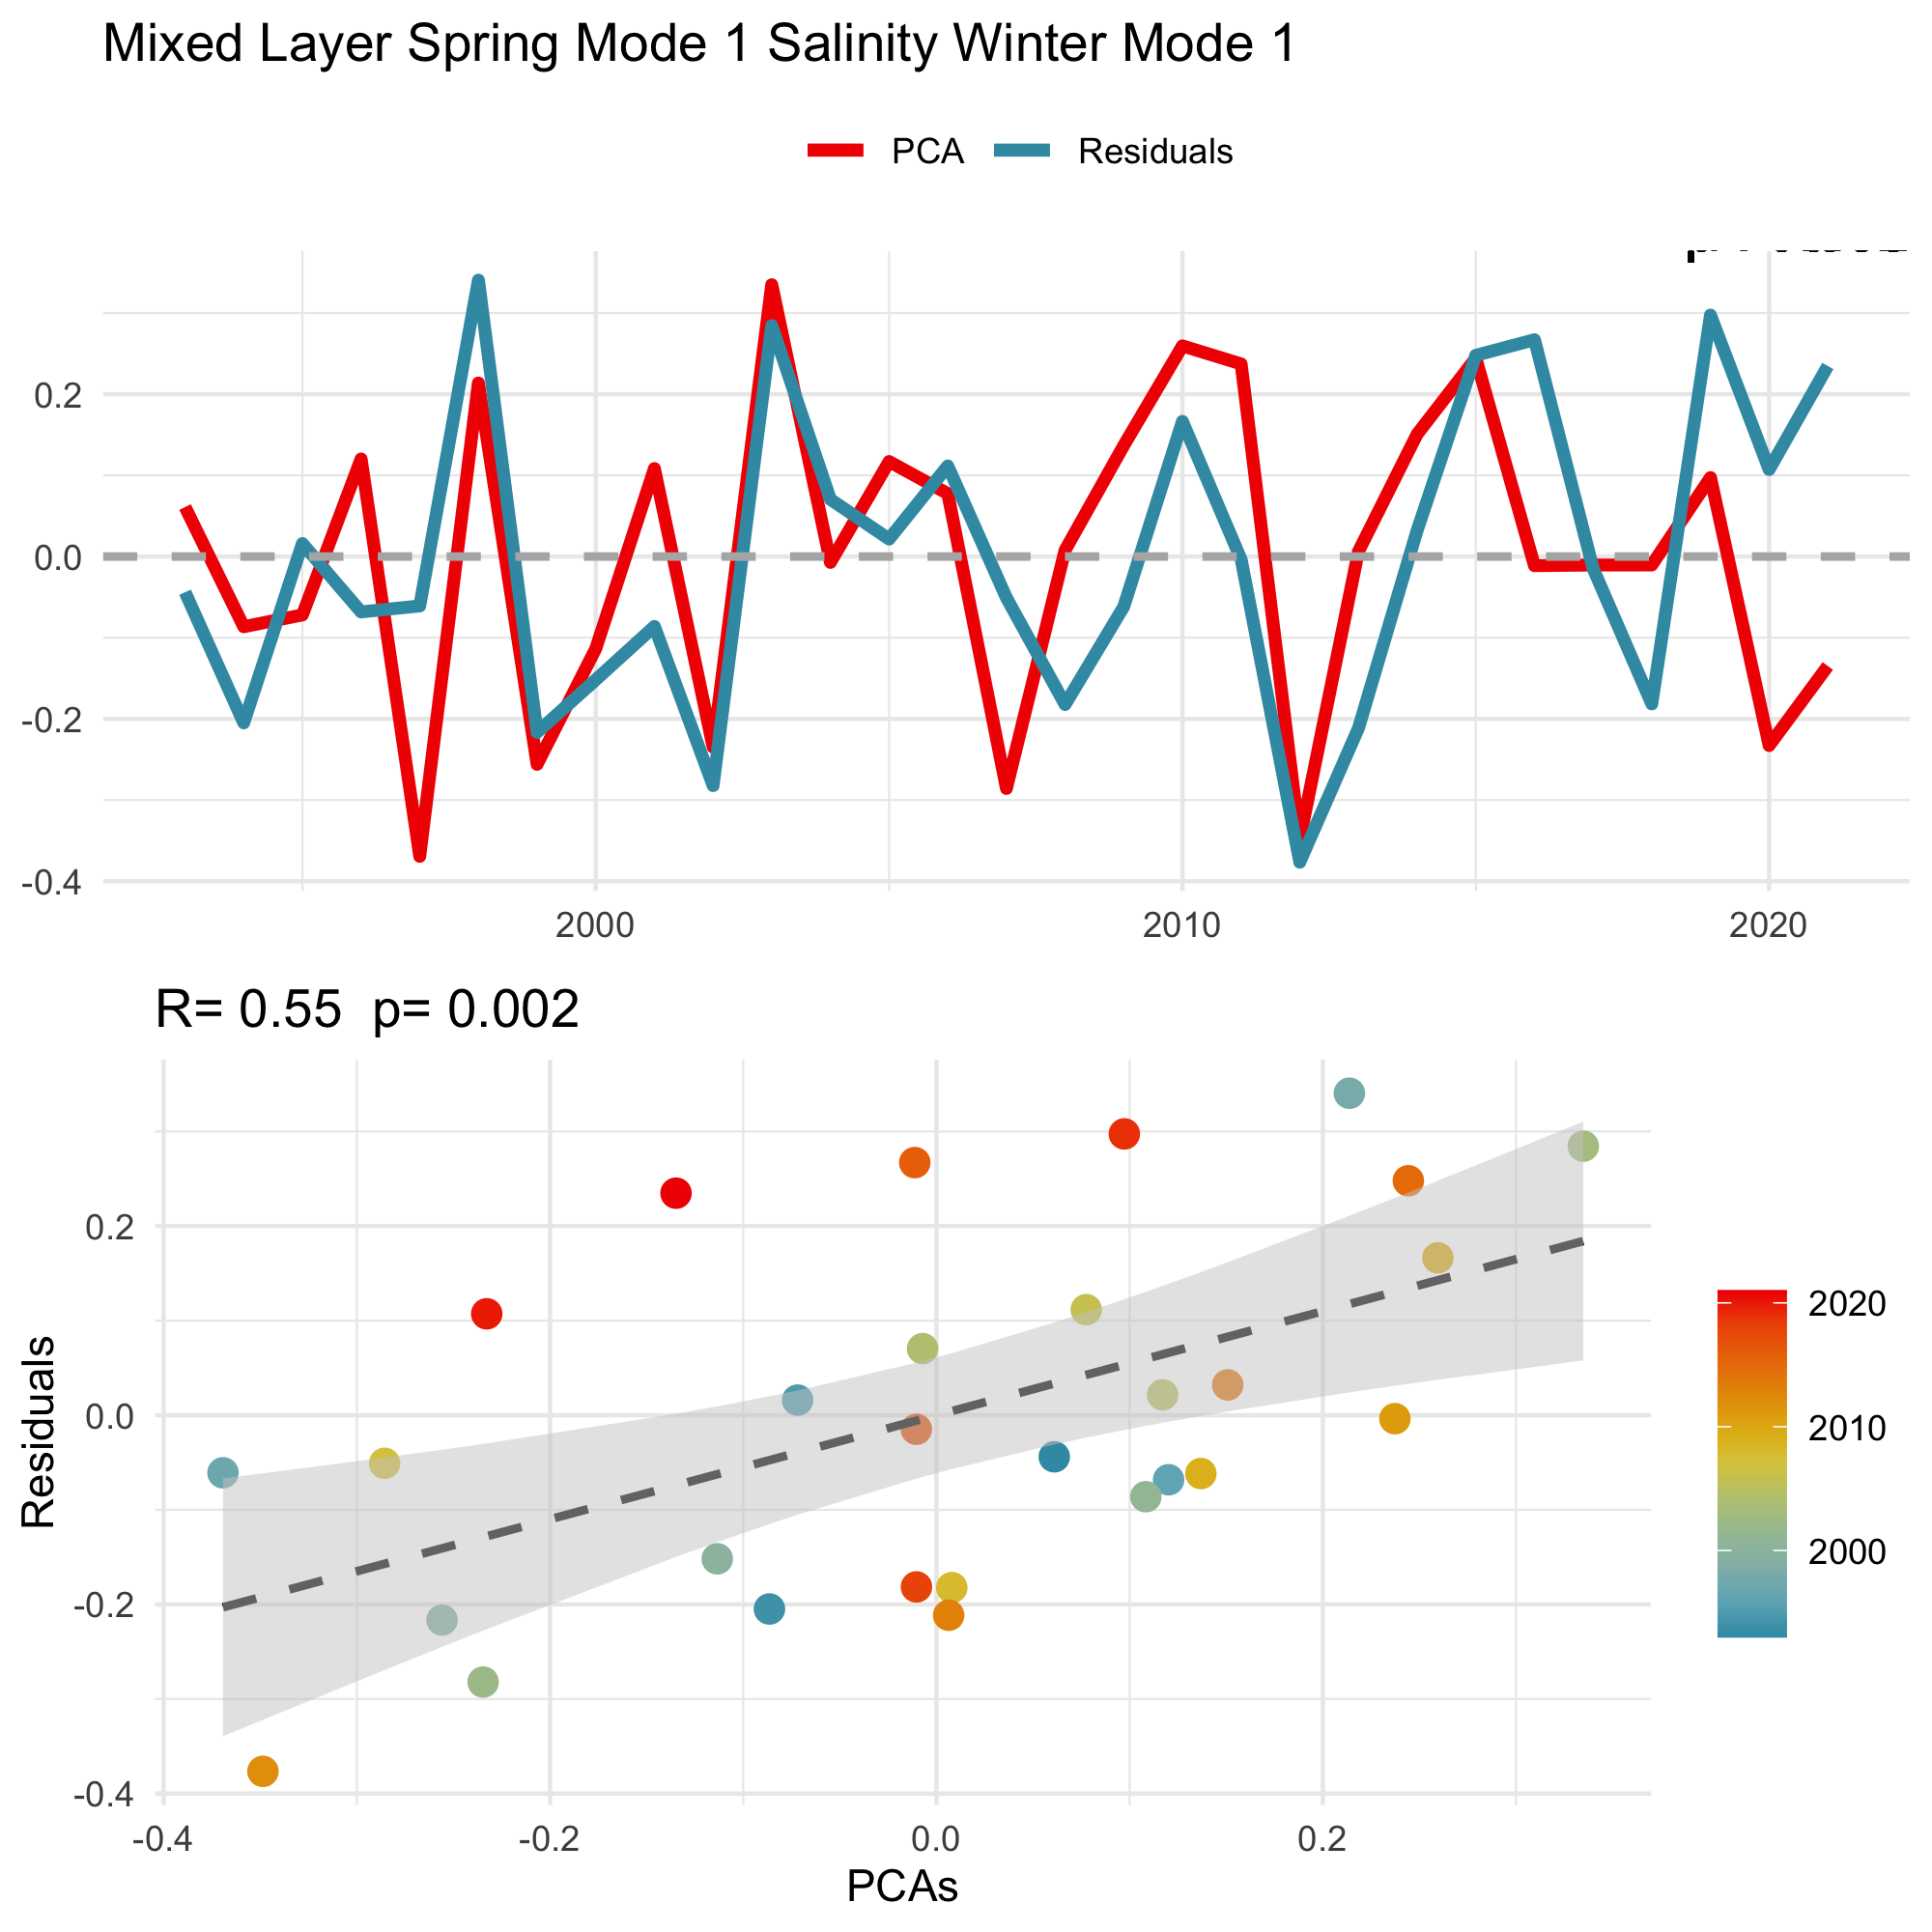 Mixed Layer Spring Mode 1 Salinity Winter Mode 1
PCA Residuals
0.2
0.0
-0.2
-0.4
2000 2010 2020
R= 0.55 p= 0.002
Residuals
0.2
0.0
-0.2
-0.4
-0.4 -0.2 0.0 0.2
PCAs
2020
2010
2000